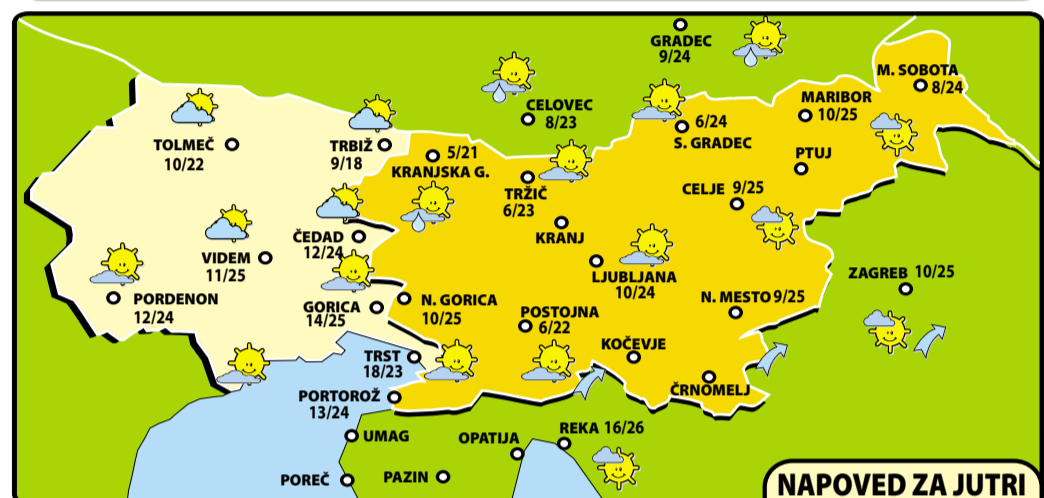 GRADEC
9/24
M. SOBOTA
8/24
CELOVEC
8/23
MARIBOR
10/25
6/24
S. GRADEC
TOLMEČ
10/22
TRBIŽ
9/18
5/21
KRANJSKA G.
PTUJ
TRŽIČ
6/23
CELJE 9/25
KRANJ
ČEDAD
12/24
VIDEM
11/25
LJUBLJANA
10/24
ZAGREB 10/25
PORDENON
12/24
GORICA
14/25
N. GORICA
10/25
N. MESTO 9/25
POSTOJNA
6/22
KOČEVJE
TRST
18/23
ČRNOMELJ
PORTOROŽ
13/24
UMAG
OPATIJA
REKA 16/26
POREČ
PAZIN
NAPOVED ZA JUTRI